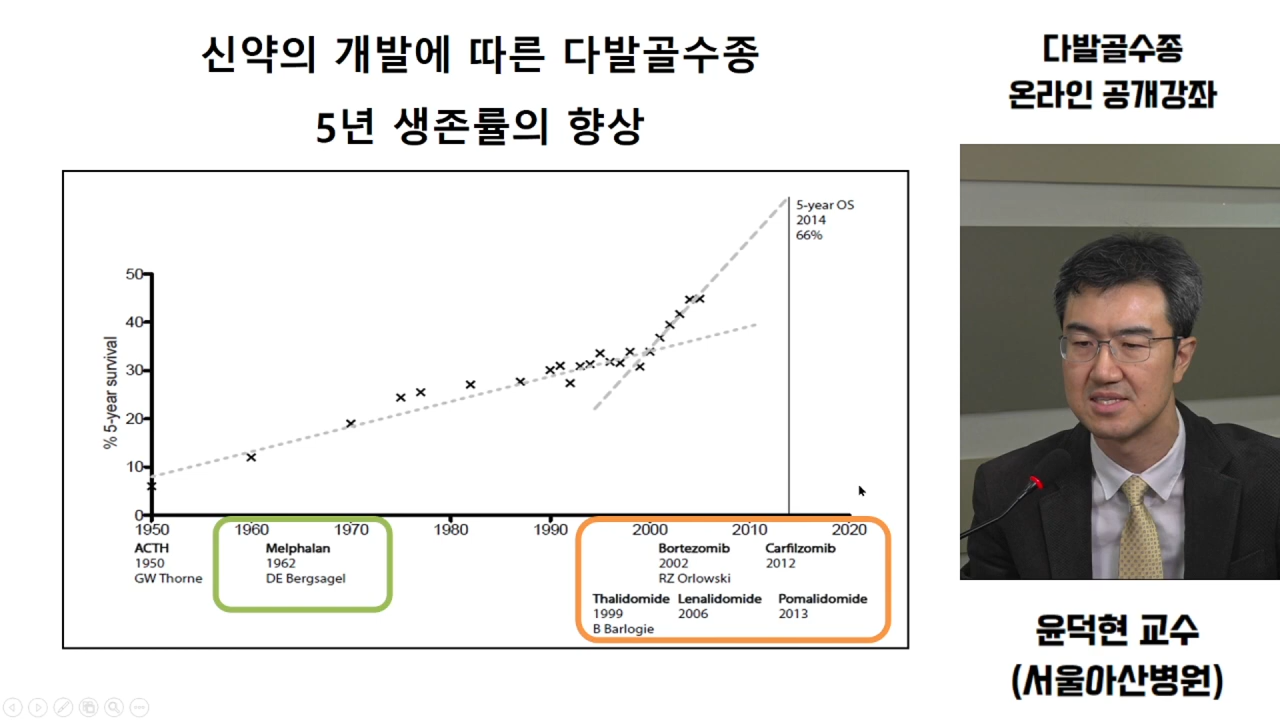 신약의 개발에 따른 다발골수종
5년 생존률의 향상
다발골수종
온라인 공개강좌
5-year OS
2014
66%
% 5-year survival
50
40
30
20
10
0
1950 1960 1970 1980 1990 2000 2010 2020
ACTH
1950
GW Thorne
Melphalan
1962
DE Bergsagel
Bortezomib
2002
RZ Orlowski
Carfilzomib
2012
Thalidomide
1999
B Barlogie
Lenalidomide
2006
Pomalidomide
2013
윤덕현 교수
(서울아산병원)